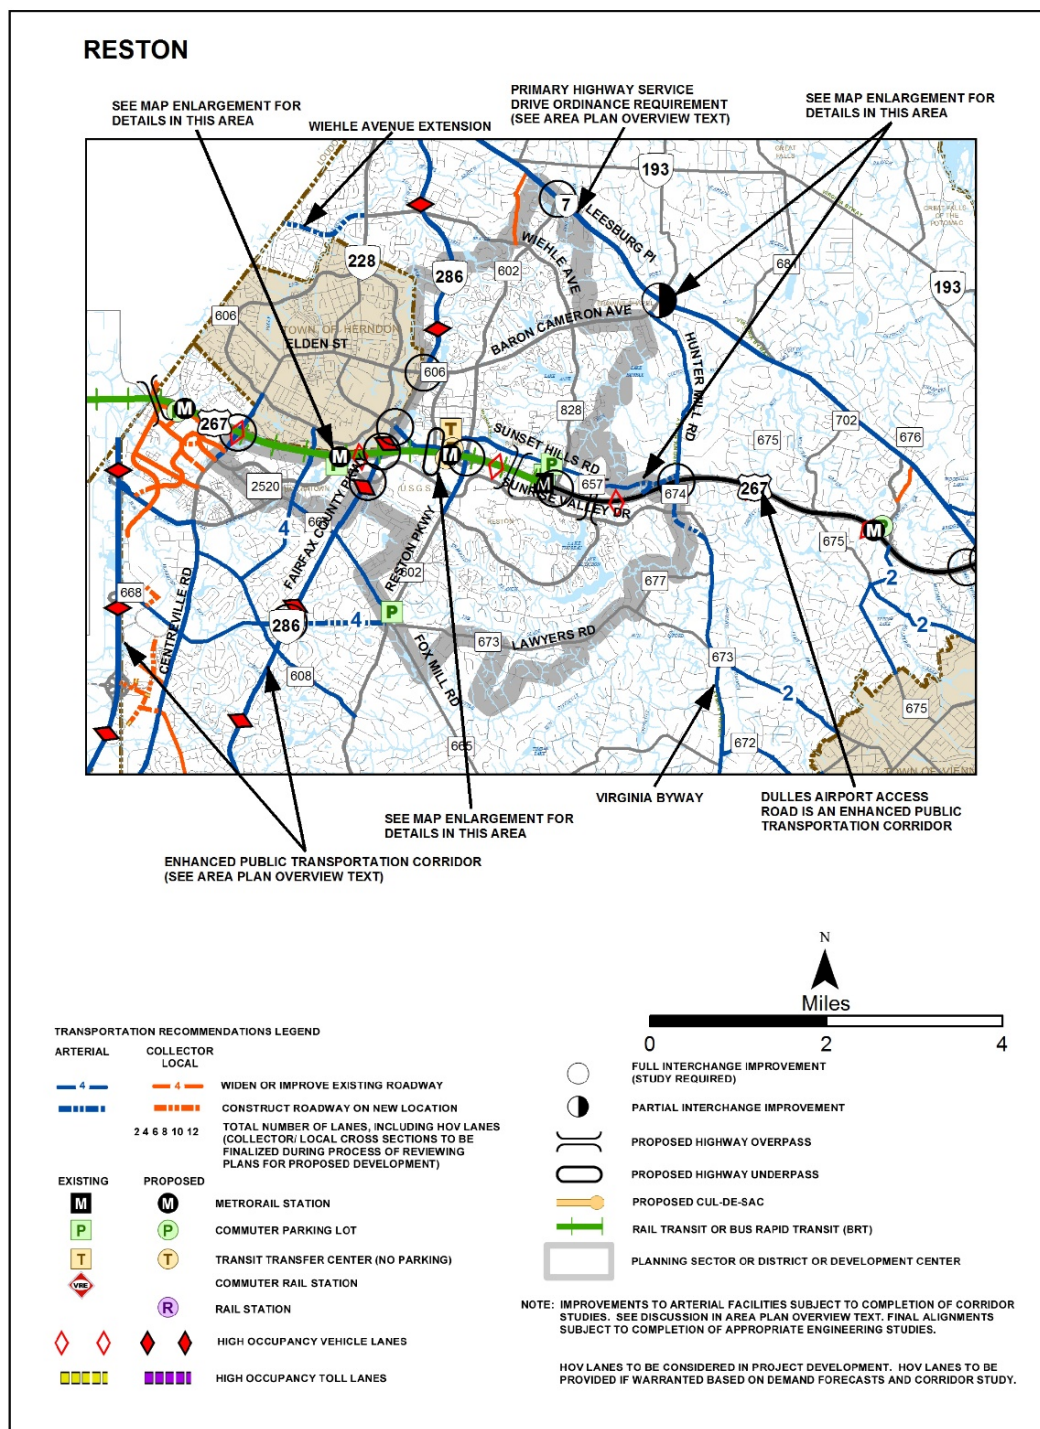 RESTON
SEE MAP ENLARGEMENT FOR
DETAILS IN THIS AREA
WIEHLE AVENUE EXTENSION
PRIMARY HIGHWAY SERVICE
DRIVE ORDINANCE REQUIREMENT
(SEE AREA PLAN OVERVIEW TEXT)
SEE MAP ENLARGEMENT FOR
DETAILS IN THIS AREA
193
GREAT FALLS
7
LEESBURG PI
WIEHLE AVE
228
286
602
681
193
606
TOWN OF HERNDON
ELDEN ST
BARON CAMERON AVE
606
HUNTER MILL RD
828
702
676
675
M
267
T
M
M
SUNSET HILLS RD
P
M
657
SUNRISE VALLEY DR
674
267
2520
U.S.G.S
RESTON
675
M
4
FAIRFAX COUNTY PKWY
RESTON PKWY
602
677
2
668
CENTREVILLE RD
286
4
P
FOX MILL RD
673
LAWYERS RD
673
2
608
2
675
665
672
TOWN OF VIENN
VIRGINIA BYWAY
DULLES AIRPORT ACCESS
ROAD IS AN ENHANCED PUBLIC
TRANSPORTATION CORRIDOR
SEE MAP ENLARGEMENT FOR
DETAILS IN THIS AREA
ENHANCED PUBLIC TRANSPORTATION CORRIDOR
(SEE AREA PLAN OVERVIEW TEXT)
N
Miles
0 2 4
TRANSPORTATION RECOMMENDATIONS LEGEND
ARTERIAL COLLECTOR
LOCAL
4 4 WIDEN OR IMPROVE EXISTING ROADWAY
CONSTRUCT ROADWAY ON NEW LOCATION
2 4 6 8 10 12 TOTAL NUMBER OF LANES, INCLUDING HOV LANES
(COLLECTOR/ LOCAL CROSS SECTIONS TO BE
FINALIZED DURING PROCESS OF REVIEWING
PLANS FOR PROPOSED DEVELOPMENT)
EXISTING PROPOSED
M M METRORAIL STATION
P P COMMUTER PARKING LOT
T T TRANSIT TRANSFER CENTER (NO PARKING)
VRE COMMUTER RAIL STATION
R RAIL STATION
HIGH OCCUPANCY VEHICLE LANES
HIGH OCCUPANCY TOLL LANES
FULL INTERCHANGE IMPROVEMENT
(STUDY REQUIRED)
PARTIAL INTERCHANGE IMPROVEMENT
PROPOSED HIGHWAY OVERPASS
PROPOSED HIGHWAY UNDERPASS
PROPOSED CUL-DE-SAC
RAIL TRANSIT OR BUS RAPID TRANSIT (BRT)
PLANNING SECTOR OR DISTRICT OR DEVELOPMENT CENTER
NOTE: IMPROVEMENTS TO ARTERIAL FACILITIES SUBJECT TO COMPLETION OF CORRIDOR
STUDIES. SEE DISCUSSION IN AREA PLAN OVERVIEW TEXT. FINAL ALIGNMENTS
SUBJECT TO COMPLETION OF APPROPRIATE ENGINEERING STUDIES.
HOV LANES TO BE CONSIDERED IN PROJECT DEVELOPMENT. HOV LANES TO BE
PROVIDED IF WARRANTED BASED ON DEMAND FORECASTS AND CORRIDOR STUDY.